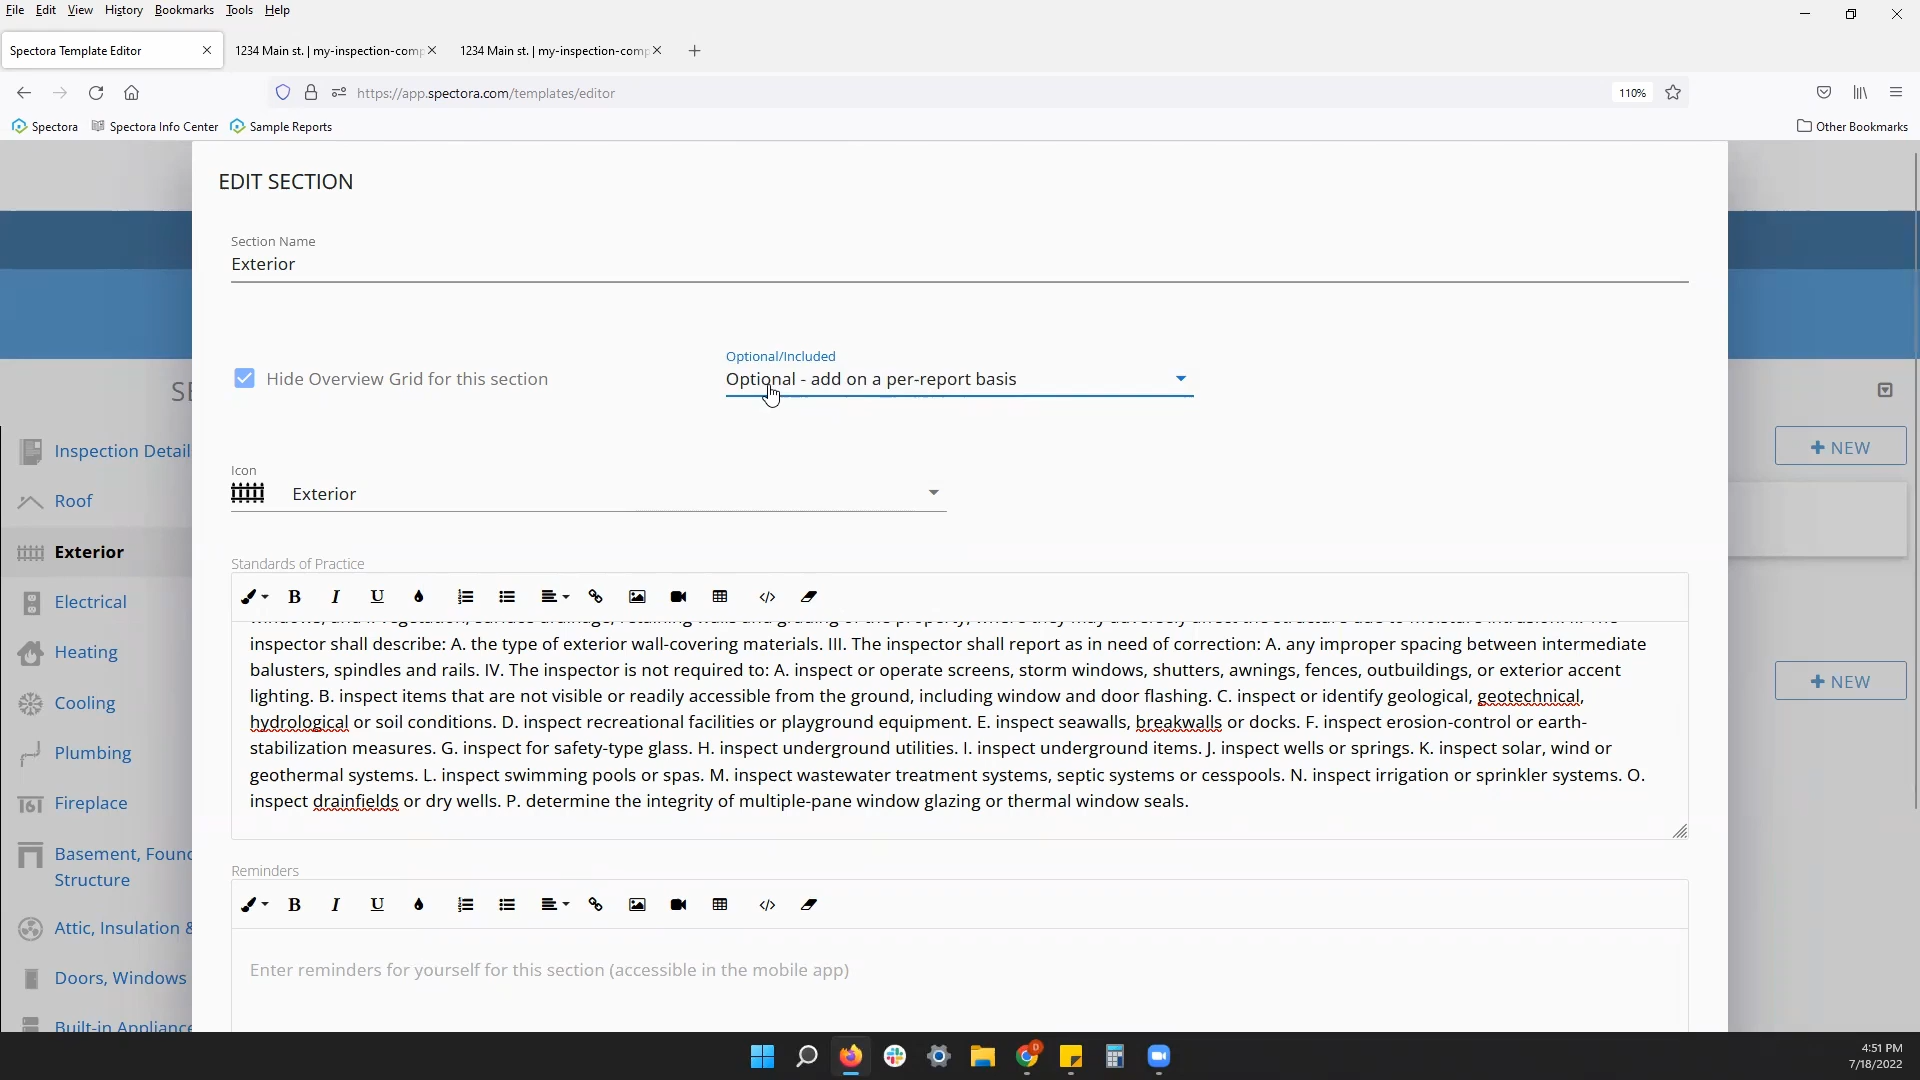 File Edit View History Bookmarks Tools Help
Spectora Template Editor
1234 Main st. | my-inspection-comp
1234 Main st. | my-inspection-comp
https://app.spectora.com/templates/editor
110%
Spectora
Spectora Info Center
Sample Reports
Other Bookmarks
EDIT SECTION
Section Name
Exterior
Hide Overview Grid for this section
Optional/Included
Optional - add on a per-report basis
Icon
Exterior
Standards of Practice
B I U
inspector shall describe: A. the type of exterior wall-covering materials. III. The inspector shall report as in need of correction: A. any improper spacing between intermediate
balusters, spindles and rails. IV. The inspector is not required to: A. inspect or operate screens, storm windows, shutters, awnings, fences, outbuildings, or exterior accent
lighting. B. inspect items that are not visible or readily accessible from the ground, including window and door flashing. C. inspect or identify geological, geotechnical,
hydrological or soil conditions. D. inspect recreational facilities or playground equipment. E. inspect seawalls, breakwalls or docks. F. inspect erosion-control or earth-
stabilization measures. G. inspect for safety-type glass. H. inspect underground utilities. I. inspect underground items. J. inspect wells or springs. K. inspect solar, wind or
geothermal systems. L. inspect swimming pools or spas. M. inspect wastewater treatment systems, septic systems or cesspools. N. inspect irrigation or sprinkler systems. O.
inspect drainfields or dry wells. P. determine the integrity of multiple-pane window glazing or thermal window seals.
Reminders
B I U
Enter reminders for yourself for this section (accessible in the mobile app)
SE
Inspection Detail
Roof
Exterior
Electrical
Heating
Cooling
Plumbing
Fireplace
Basement, Found
Structure
Attic, Insulation &
Doors, Windows
Built-in Appliance
+ NEW
+ NEW
4:51 PM
7/18/2022